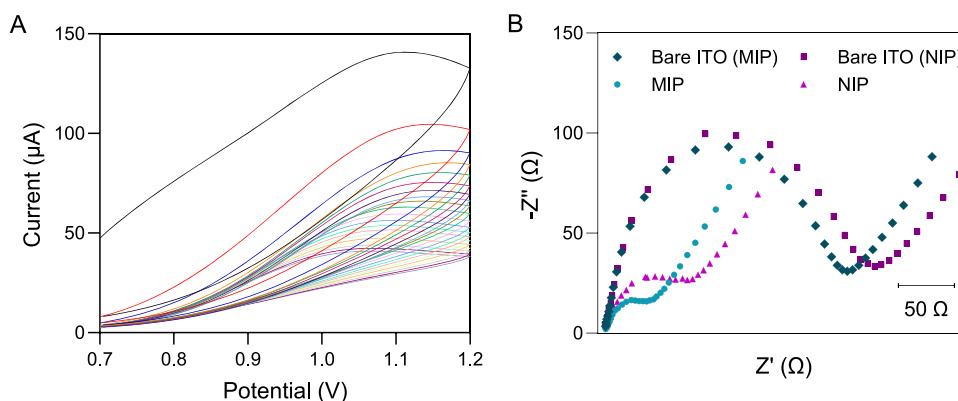 A
150
100
50
0
Current (μA)
0.7 0.8 0.9 1.0 1.1 1.2
Potential (V)
B
150
100
50
0
-Z'' (Ω)
Bare ITO (MIP) Bare ITO (NIP)
MIP NIP
50 Ω
Z' (Ω)